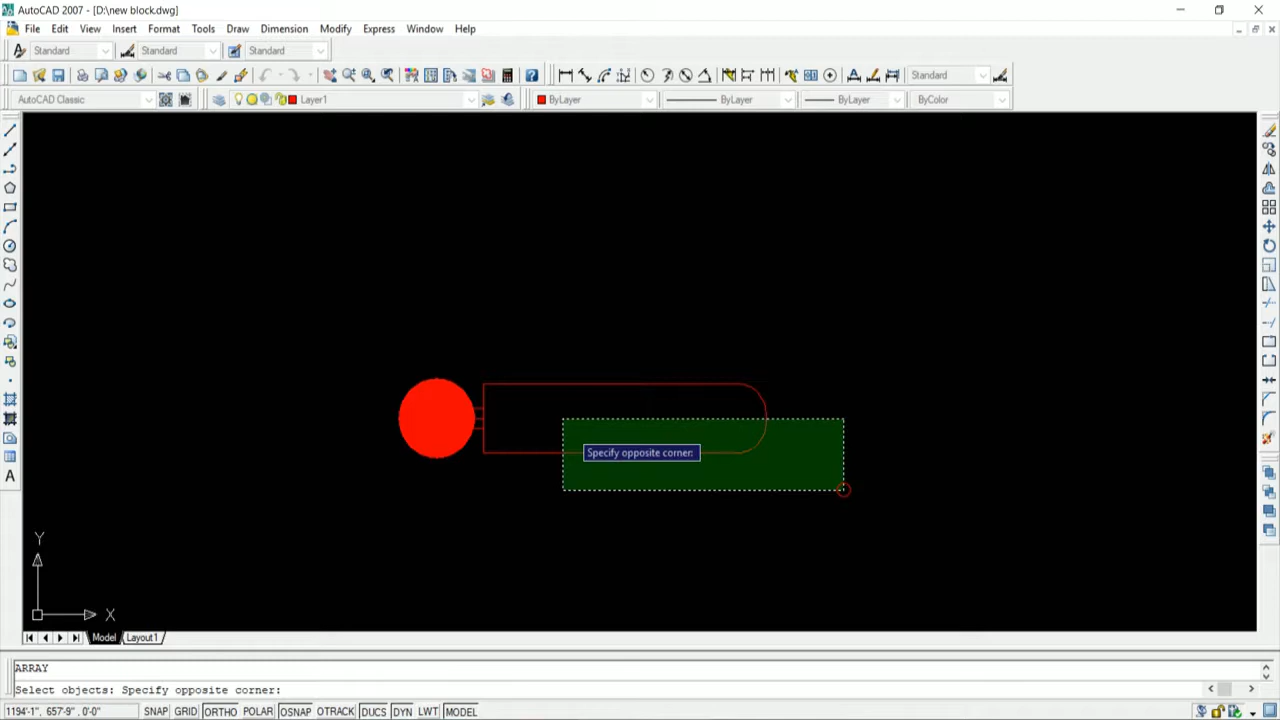 AutoCAD 2007 - [D:\new block.dwg]
File Edit View Insert Format Tools Draw Dimension Modify Express Window Help
Standard Standard Standard
Standard
AutoCAD Classic Layer1 ByLayer ByLayer ByLayer ByColor
A
Specify opposite corner:
Y
X
Model Layout1
ARRAY
Select objects: Specify opposite corner:
1194'-1", 657'-9" , 0'-0" SNAP GRID ORTHO POLAR OSNAP OTRACK DUCS DYN LWT MODEL